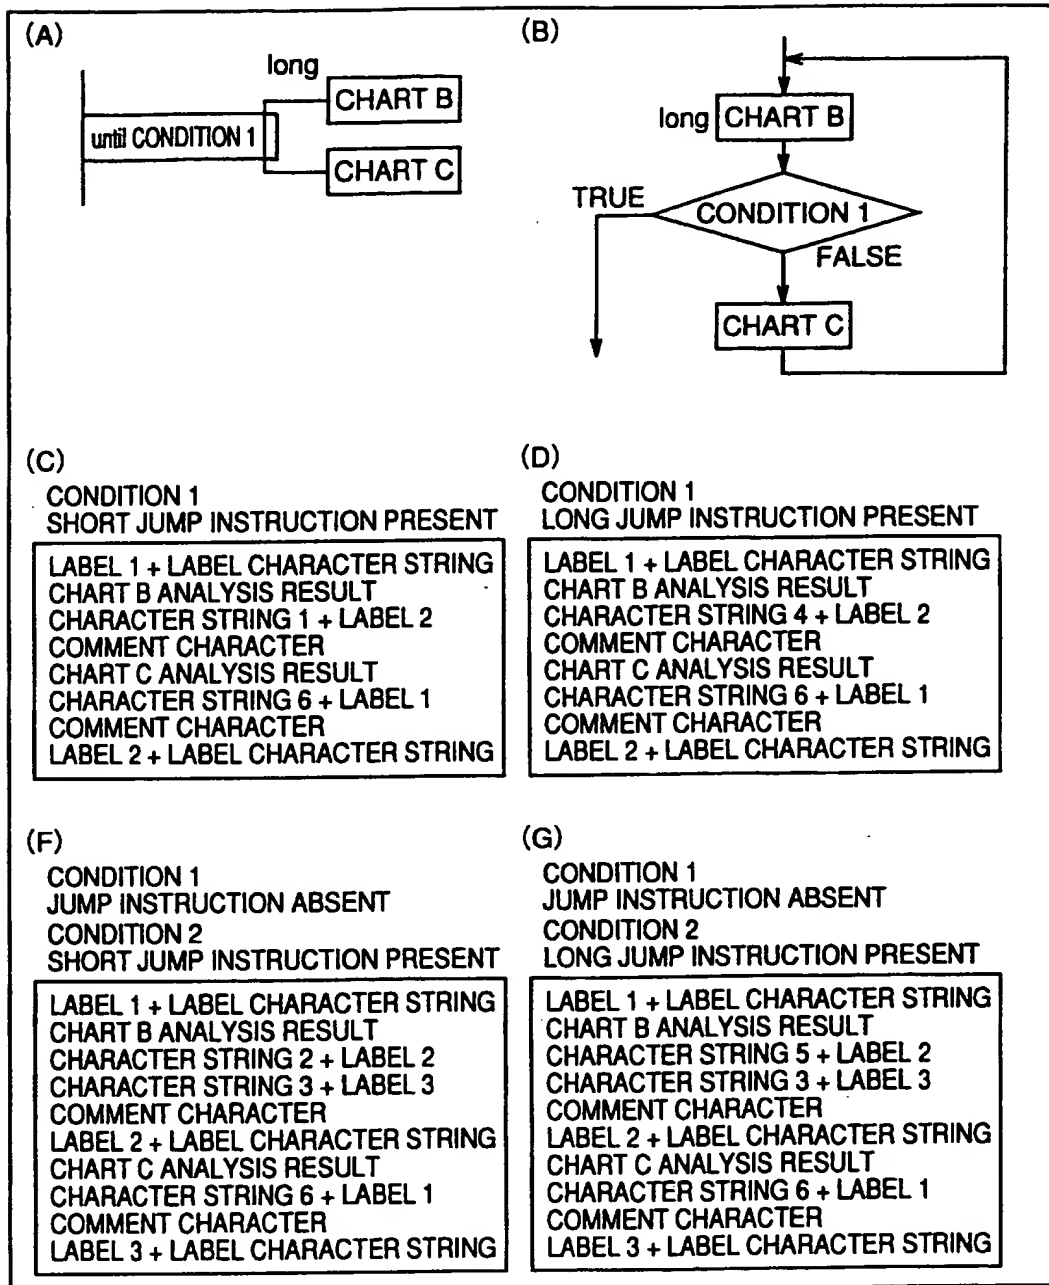 (A)
long
CHART B
until CONDITION 1
CHART C
(B)
long CHART B
TRUE
CONDITION 1
FALSE
CHART C
(C)
CONDITION 1
SHORT JUMP INSTRUCTION PRESENT
LABEL 1 + LABEL CHARACTER STRING
CHART B ANALYSIS RESULT
CHARACTER STRING 1 + LABEL 2
COMMENT CHARACTER
CHART C ANALYSIS RESULT
CHARACTER STRING 6 + LABEL 1
COMMENT CHARACTER
LABEL 2 + LABEL CHARACTER STRING
(D)
CONDITION 1
LONG JUMP INSTRUCTION PRESENT
LABEL 1 + LABEL CHARACTER STRING
CHART B ANALYSIS RESULT
CHARACTER STRING 4 + LABEL 2
COMMENT CHARACTER
CHART C ANALYSIS RESULT
CHARACTER STRING 6 + LABEL 1
COMMENT CHARACTER
LABEL 2 + LABEL CHARACTER STRING
(F)
CONDITION 1
JUMP INSTRUCTION ABSENT
CONDITION 2
SHORT JUMP INSTRUCTION PRESENT
LABEL 1 + LABEL CHARACTER STRING
CHART B ANALYSIS RESULT
CHARACTER STRING 2 + LABEL 2
CHARACTER STRING 3 + LABEL 3
COMMENT CHARACTER
LABEL 2 + LABEL CHARACTER STRING
CHART C ANALYSIS RESULT
CHARACTER STRING 6 + LABEL 1
COMMENT CHARACTER
LABEL 3 + LABEL CHARACTER STRING
(G)
CONDITION 1
JUMP INSTRUCTION ABSENT
CONDITION 2
LONG JUMP INSTRUCTION PRESENT
LABEL 1 + LABEL CHARACTER STRING
CHART B ANALYSIS RESULT
CHARACTER STRING 5 + LABEL 2
CHARACTER STRING 3 + LABEL 3
COMMENT CHARACTER
LABEL 2 + LABEL CHARACTER STRING
CHART C ANALYSIS RESULT
CHARACTER STRING 6 + LABEL 1
COMMENT CHARACTER
LABEL 3 + LABEL CHARACTER STRING